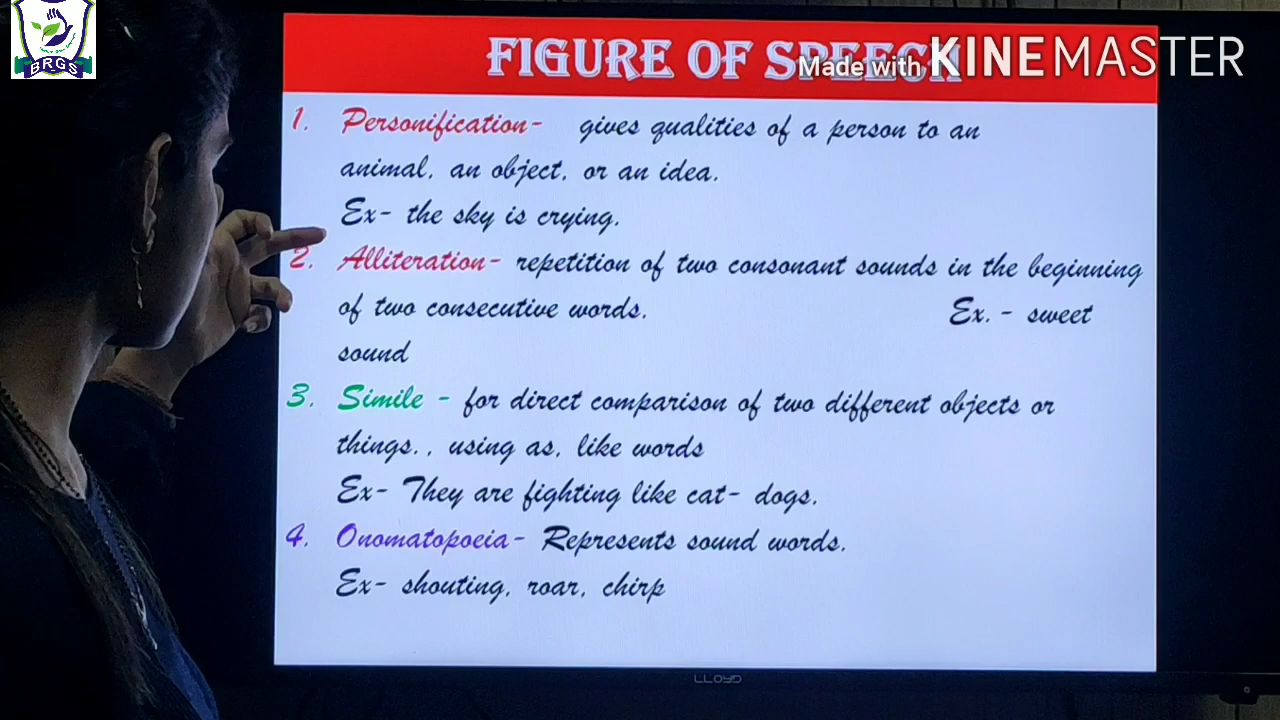 BRGS
FIGURE OF SPEECH
Made with KINEMASTER
1. Personification- gives qualities of a person to an
animal, an object, or an idea.
Ex- the sky is crying.
2. Alliteration- repetition of two consonant sounds in the beginning
of two consecutive words. Ex. - sweet
sound
3. Simile - for direct comparison of two different objects or
things., using as, like words
Ex- They are fighting like cat- dogs.
4. Onomatopoeia- Represents sound words.
Ex- shouting, roar, chirp
LLOYD